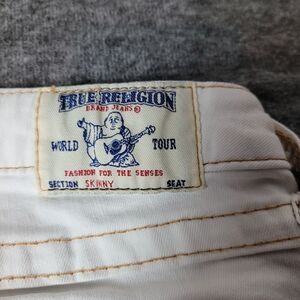 TRUE RELIGION
BRAND JEANS®
WORLD TOUR
FASHION FOR THE SENSES
SECTION SKINNY SEAT